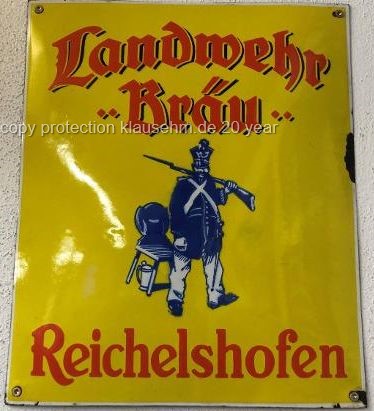 Landwehr
..Bräu..
copy protection klausehm.de 20 year
Reichelshofen